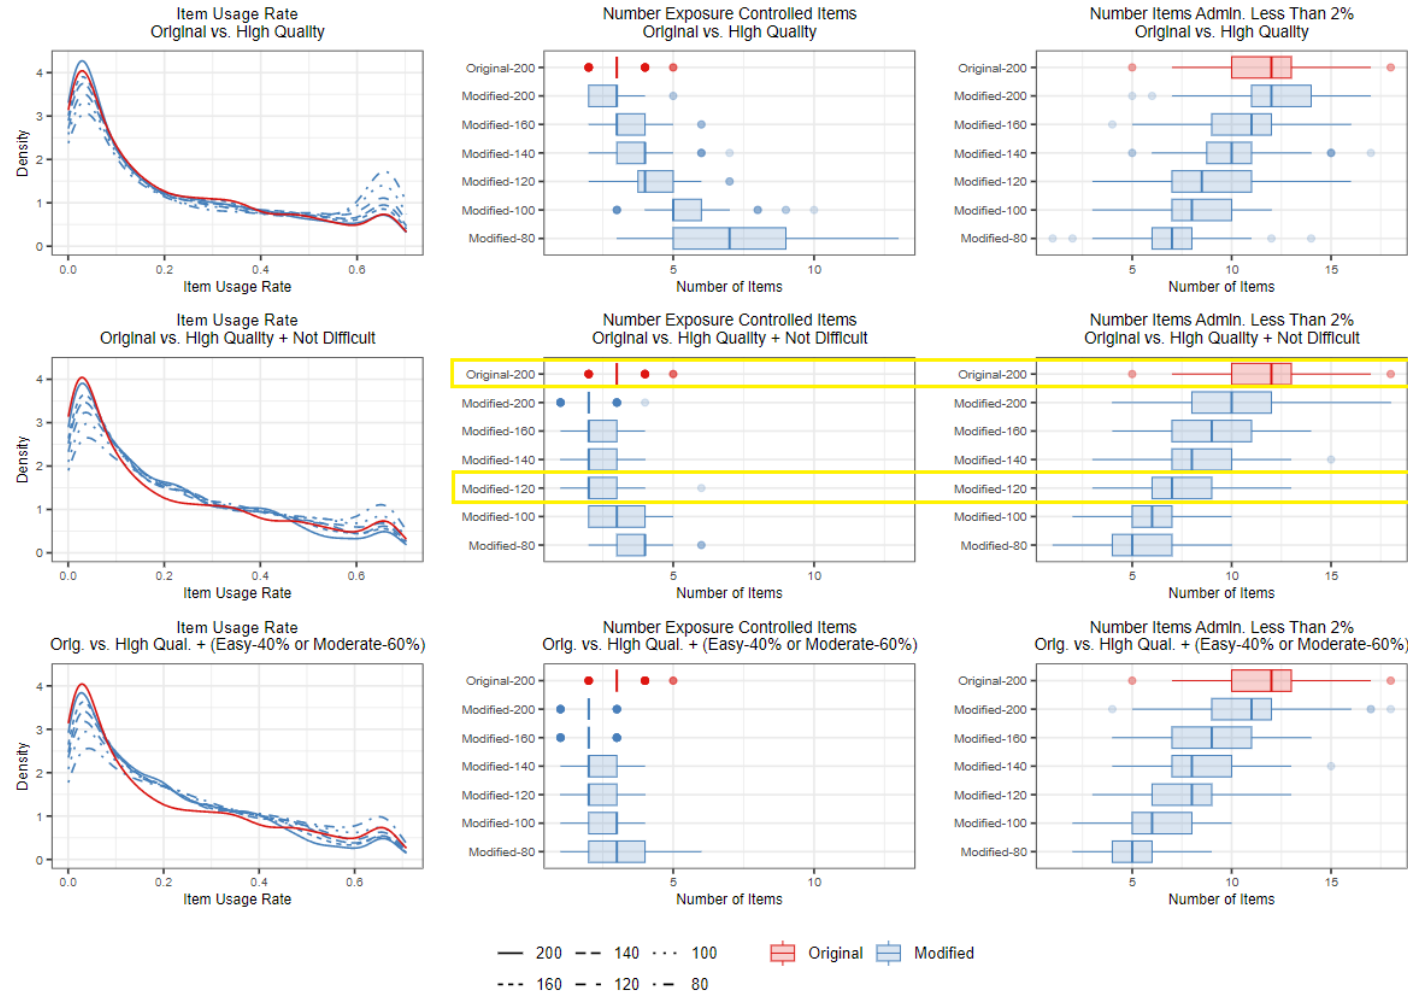 Item Usage Rate
Original vs. High Quality
Number Exposure Controlled Items
Original vs. High Quality
Number Items Admin. Less Than 2%
Original vs. High Quality
Density
4
3
2
1
0
0.0
0.2
0.4
0.6
Item Usage Rate
Original-200
Modified-200
Modified-160
Modified-140
Modified-120
Modified-100
Modified-80
5
10
Number of Items
Original-200
Modified-200
Modified-160
Modified-140
Modified-120
Modified-100
Modified-80
5
10
15
Number of Items
Item Usage Rate
Original vs. High Quality + Not Difficult
Number Exposure Controlled Items
Original vs. High Quality + Not Difficult
Number Items Admin. Less Than 2%
Original vs. High Quality + Not Difficult
Density
4
3
2
1
0
0.0
0.2
0.4
0.6
Item Usage Rate
Original-200
Modified-200
Modified-160
Modified-140
Modified-120
Modified-100
Modified-80
5
10
Number of Items
Original-200
Modified-200
Modified-160
Modified-140
Modified-120
Modified-100
Modified-80
5
10
15
Number of Items
Item Usage Rate
Orig. vs. High Qual. + (Easy-40% or Moderate-60%)
Number Exposure Controlled Items
Orig. vs. High Qual. + (Easy-40% or Moderate-60%)
Number Items Admin. Less Than 2%
Orig. vs. High Qual. + (Easy-40% or Moderate-60%)
Density
4
3
2
1
0
0.0
0.2
0.4
0.6
Item Usage Rate
Original-200
Modified-200
Modified-160
Modified-140
Modified-120
Modified-100
Modified-80
5
10
Number of Items
Original-200
Modified-200
Modified-160
Modified-140
Modified-120
Modified-100
Modified-80
5
10
15
Number of Items
200 140 100 Original Modified
160 120 80